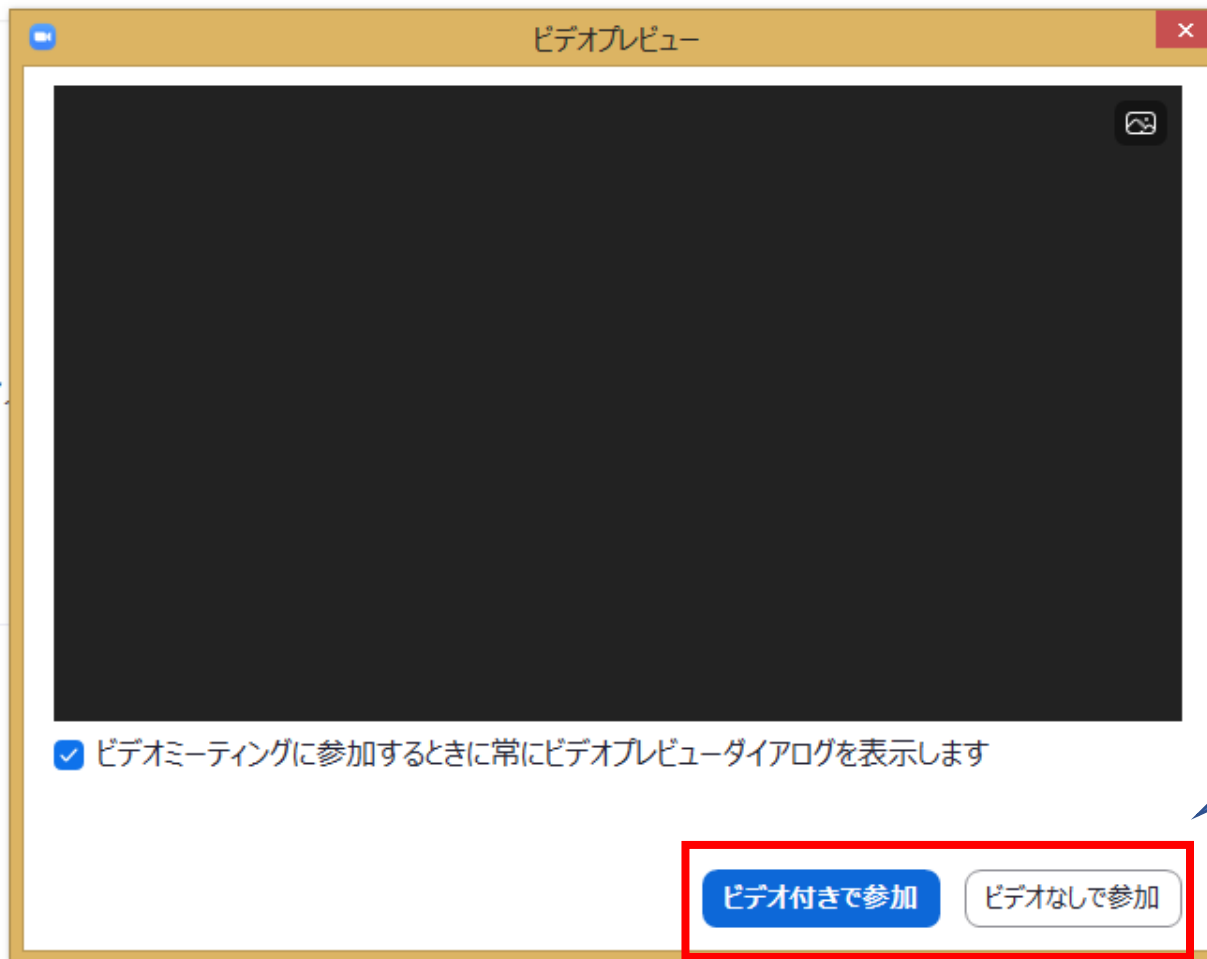 ビデオプレビュー
ビデオミーティングに参加するときに常にビデオプレビューダイアログを表示します
ビデオ付きで参加
ビデオなしで参加